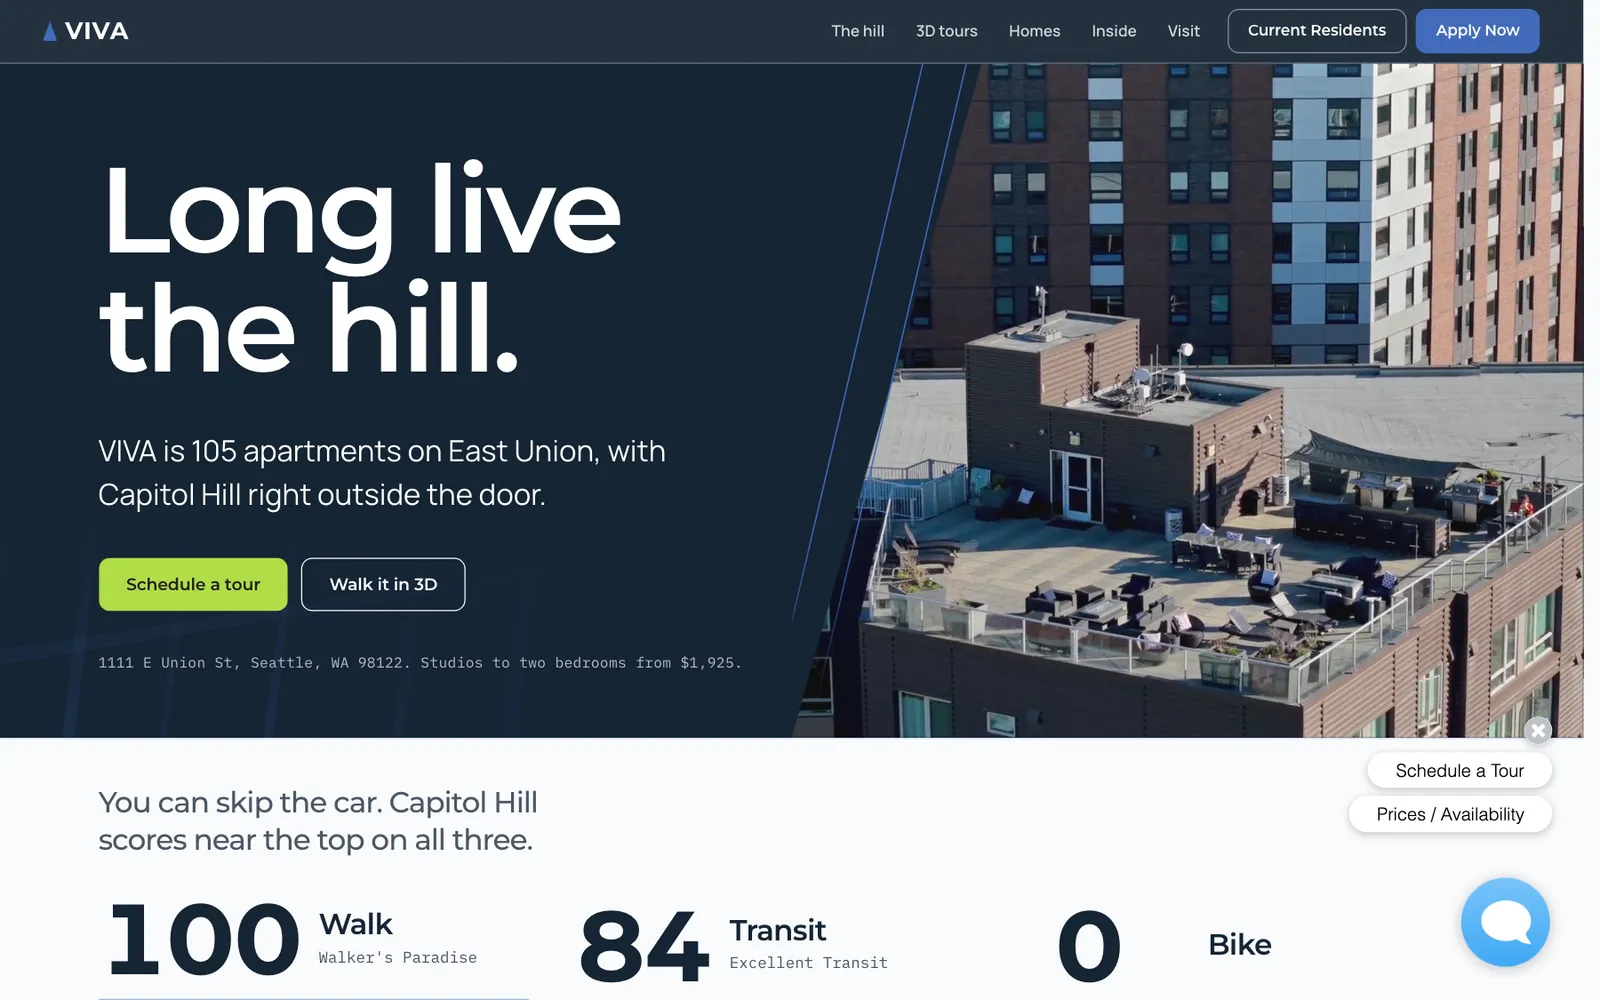 VIVA
The hill
3D tours
Homes
Inside
Visit
Current Residents
Apply Now
Long live
the hill.
VIVA is 105 apartments on East Union, with
Capitol Hill right outside the door.
Schedule a tour
Walk it in 3D
1111 E Union St, Seattle, WA 98122. Studios to two bedrooms from $1,925.
You can skip the car. Capitol Hill
scores near the top on all three.
Schedule a Tour
Prices / Availability
100
Walk
Walker's Paradise
84
Transit
Excellent Transit
0
Bike